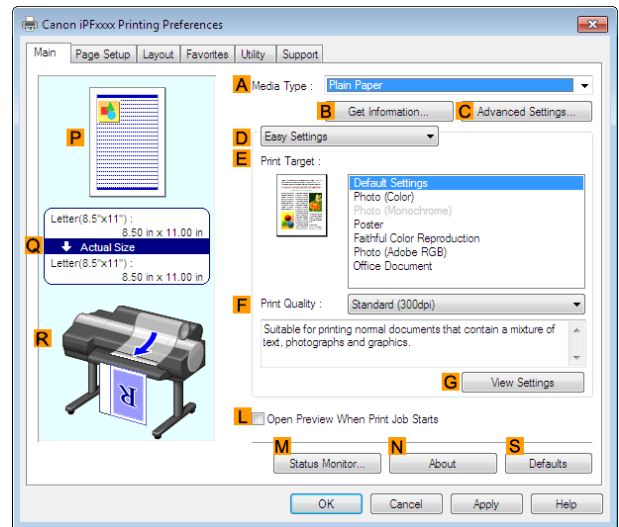 Canon iPFxxxx Printing Preferences
Main Page Setup Layout Favorites Utility Support
A Media Type : Plain Paper
B Get Information... C Advanced Settings...
D Easy Settings
E Print Target :
Default Settings
Photo (Color)
Photo (Monochrome)
Poster
Faithful Color Reproduction
Photo (Adobe RGB)
Office Document
F Print Quality : Standard (300dpi)
Suitable for printing normal documents that contain a mixture of
text, photographs and graphics.
G View Settings
P
Letter(8.5"x11") :
8.50 in x 11.00 in
Q Actual Size
Letter(8.5"x11") :
8.50 in x 11.00 in
R
R
L Open Preview When Print Job Starts
M Status Monitor... N About S Defaults
OK Cancel Apply Help